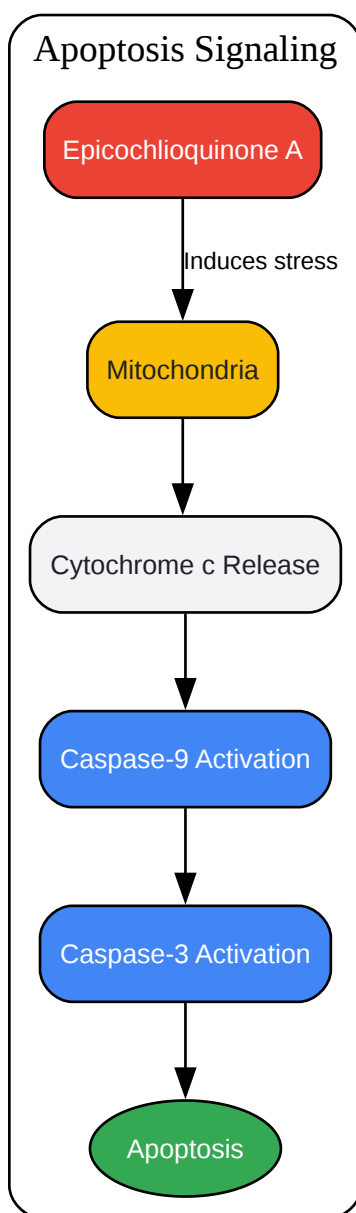 Apoptosis Signaling
Epicochlioquinone A
Induces stress
Mitochondria
Cytochrome c Release
Caspase-9 Activation
Caspase-3 Activation
Apoptosis